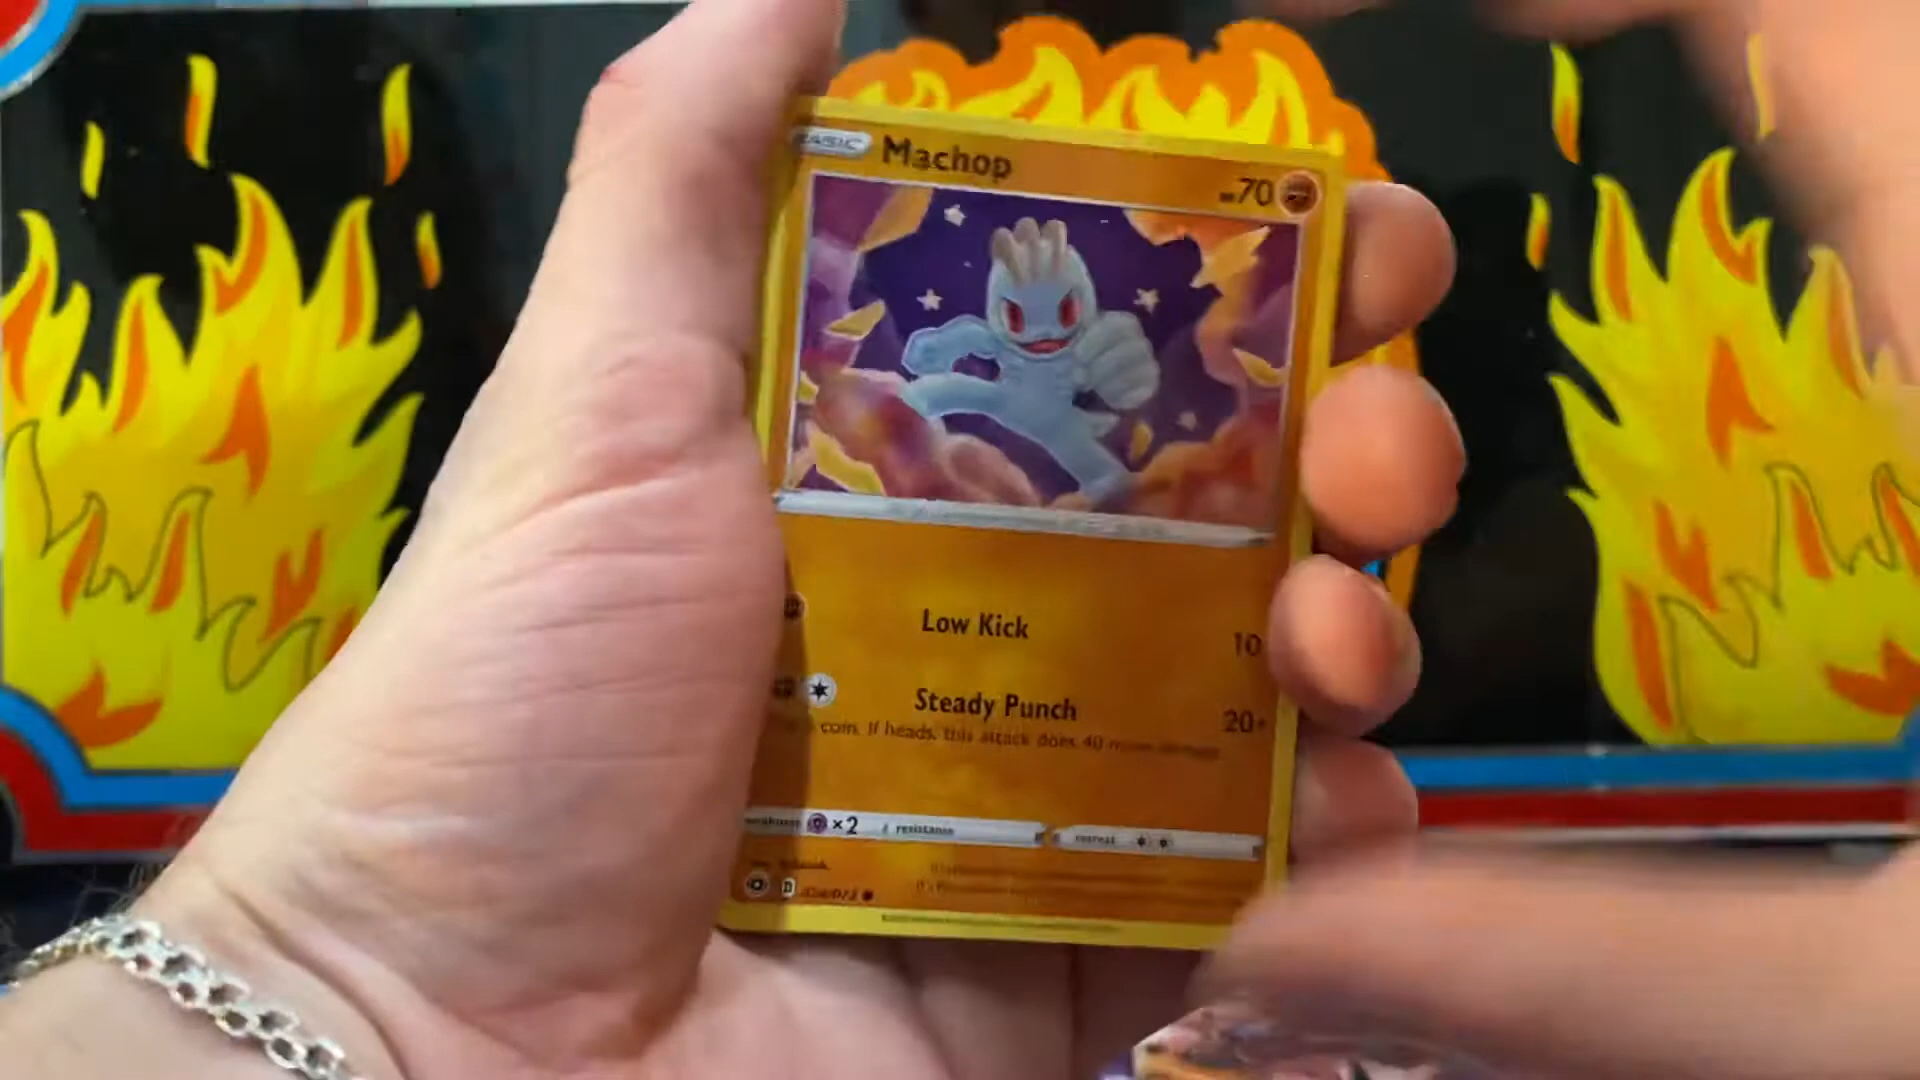 BASIC Machop
70
Low Kick 10
Steady Punch 20+
coin. If heads, this attack does 40 more damage
weakness ×2 resistance retreat
D